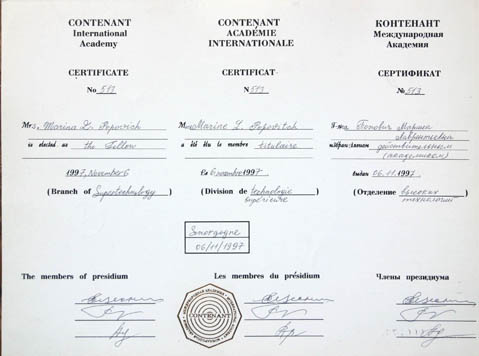 CONTENANT
International
Academy
CERTIFICATE
No 513
Mrs. Marina L. Popovich
is elected as the Fellow
1997, November 6
(Branch of Supertechnology)
The members of presidium
CONTENANT
ACADÉMIE
INTERNATIONALE
CERTIFICAT
N 513
M. Marine L. Popovitch
a été élu le membre titulaire
Le 6 novembre 1997
(Division de technologie
supérieure)
Smorgogne
06/11/1997
Les membres du présidium
CONTENANT
КОНТЕНАНТ
Международная
Академия
СЕРТИФИКАТ
№ 513
Г-жа Попович Марина
Лаврентьевна
избран действительным
(академиком)
выдан 06.11.1997
(Отделение высоких
технологий)
Члены президиума